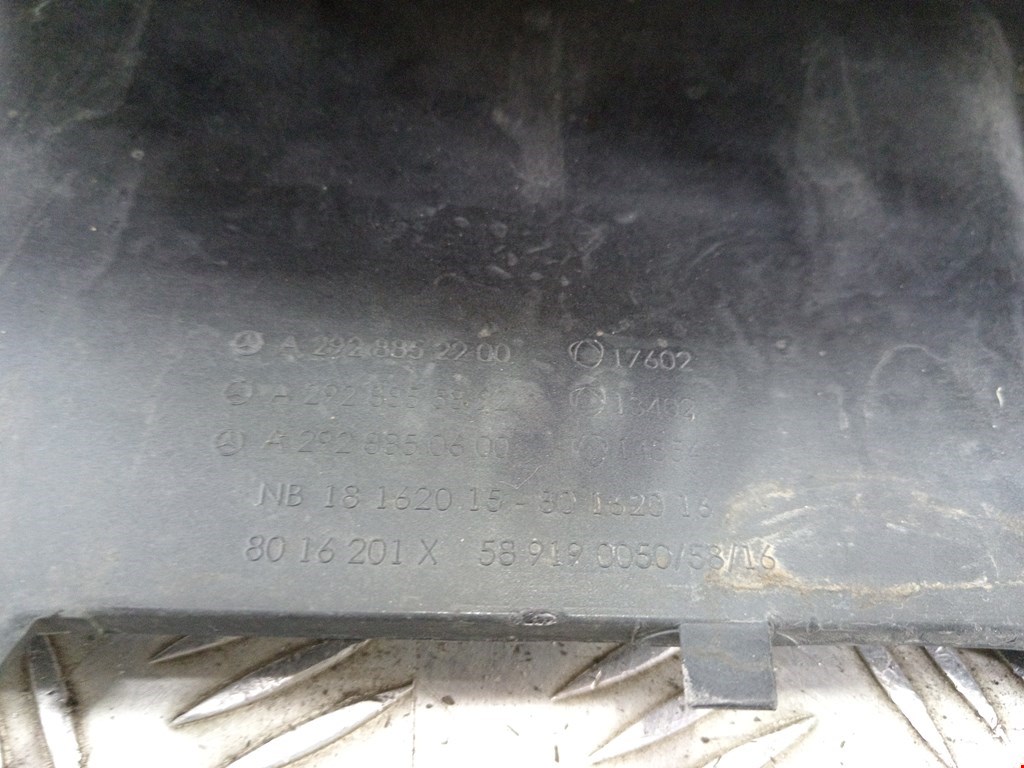 A 292 885 22 00 17602
A 292 885 13402
A 292 885 06 00
NB 18 1620 15 - 80 1620 16
80 16 201 X 58 919 0050/58/16